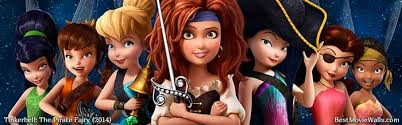 Tinkerbell: The Pirate Fairy (2014)
BestMovieWalls.com